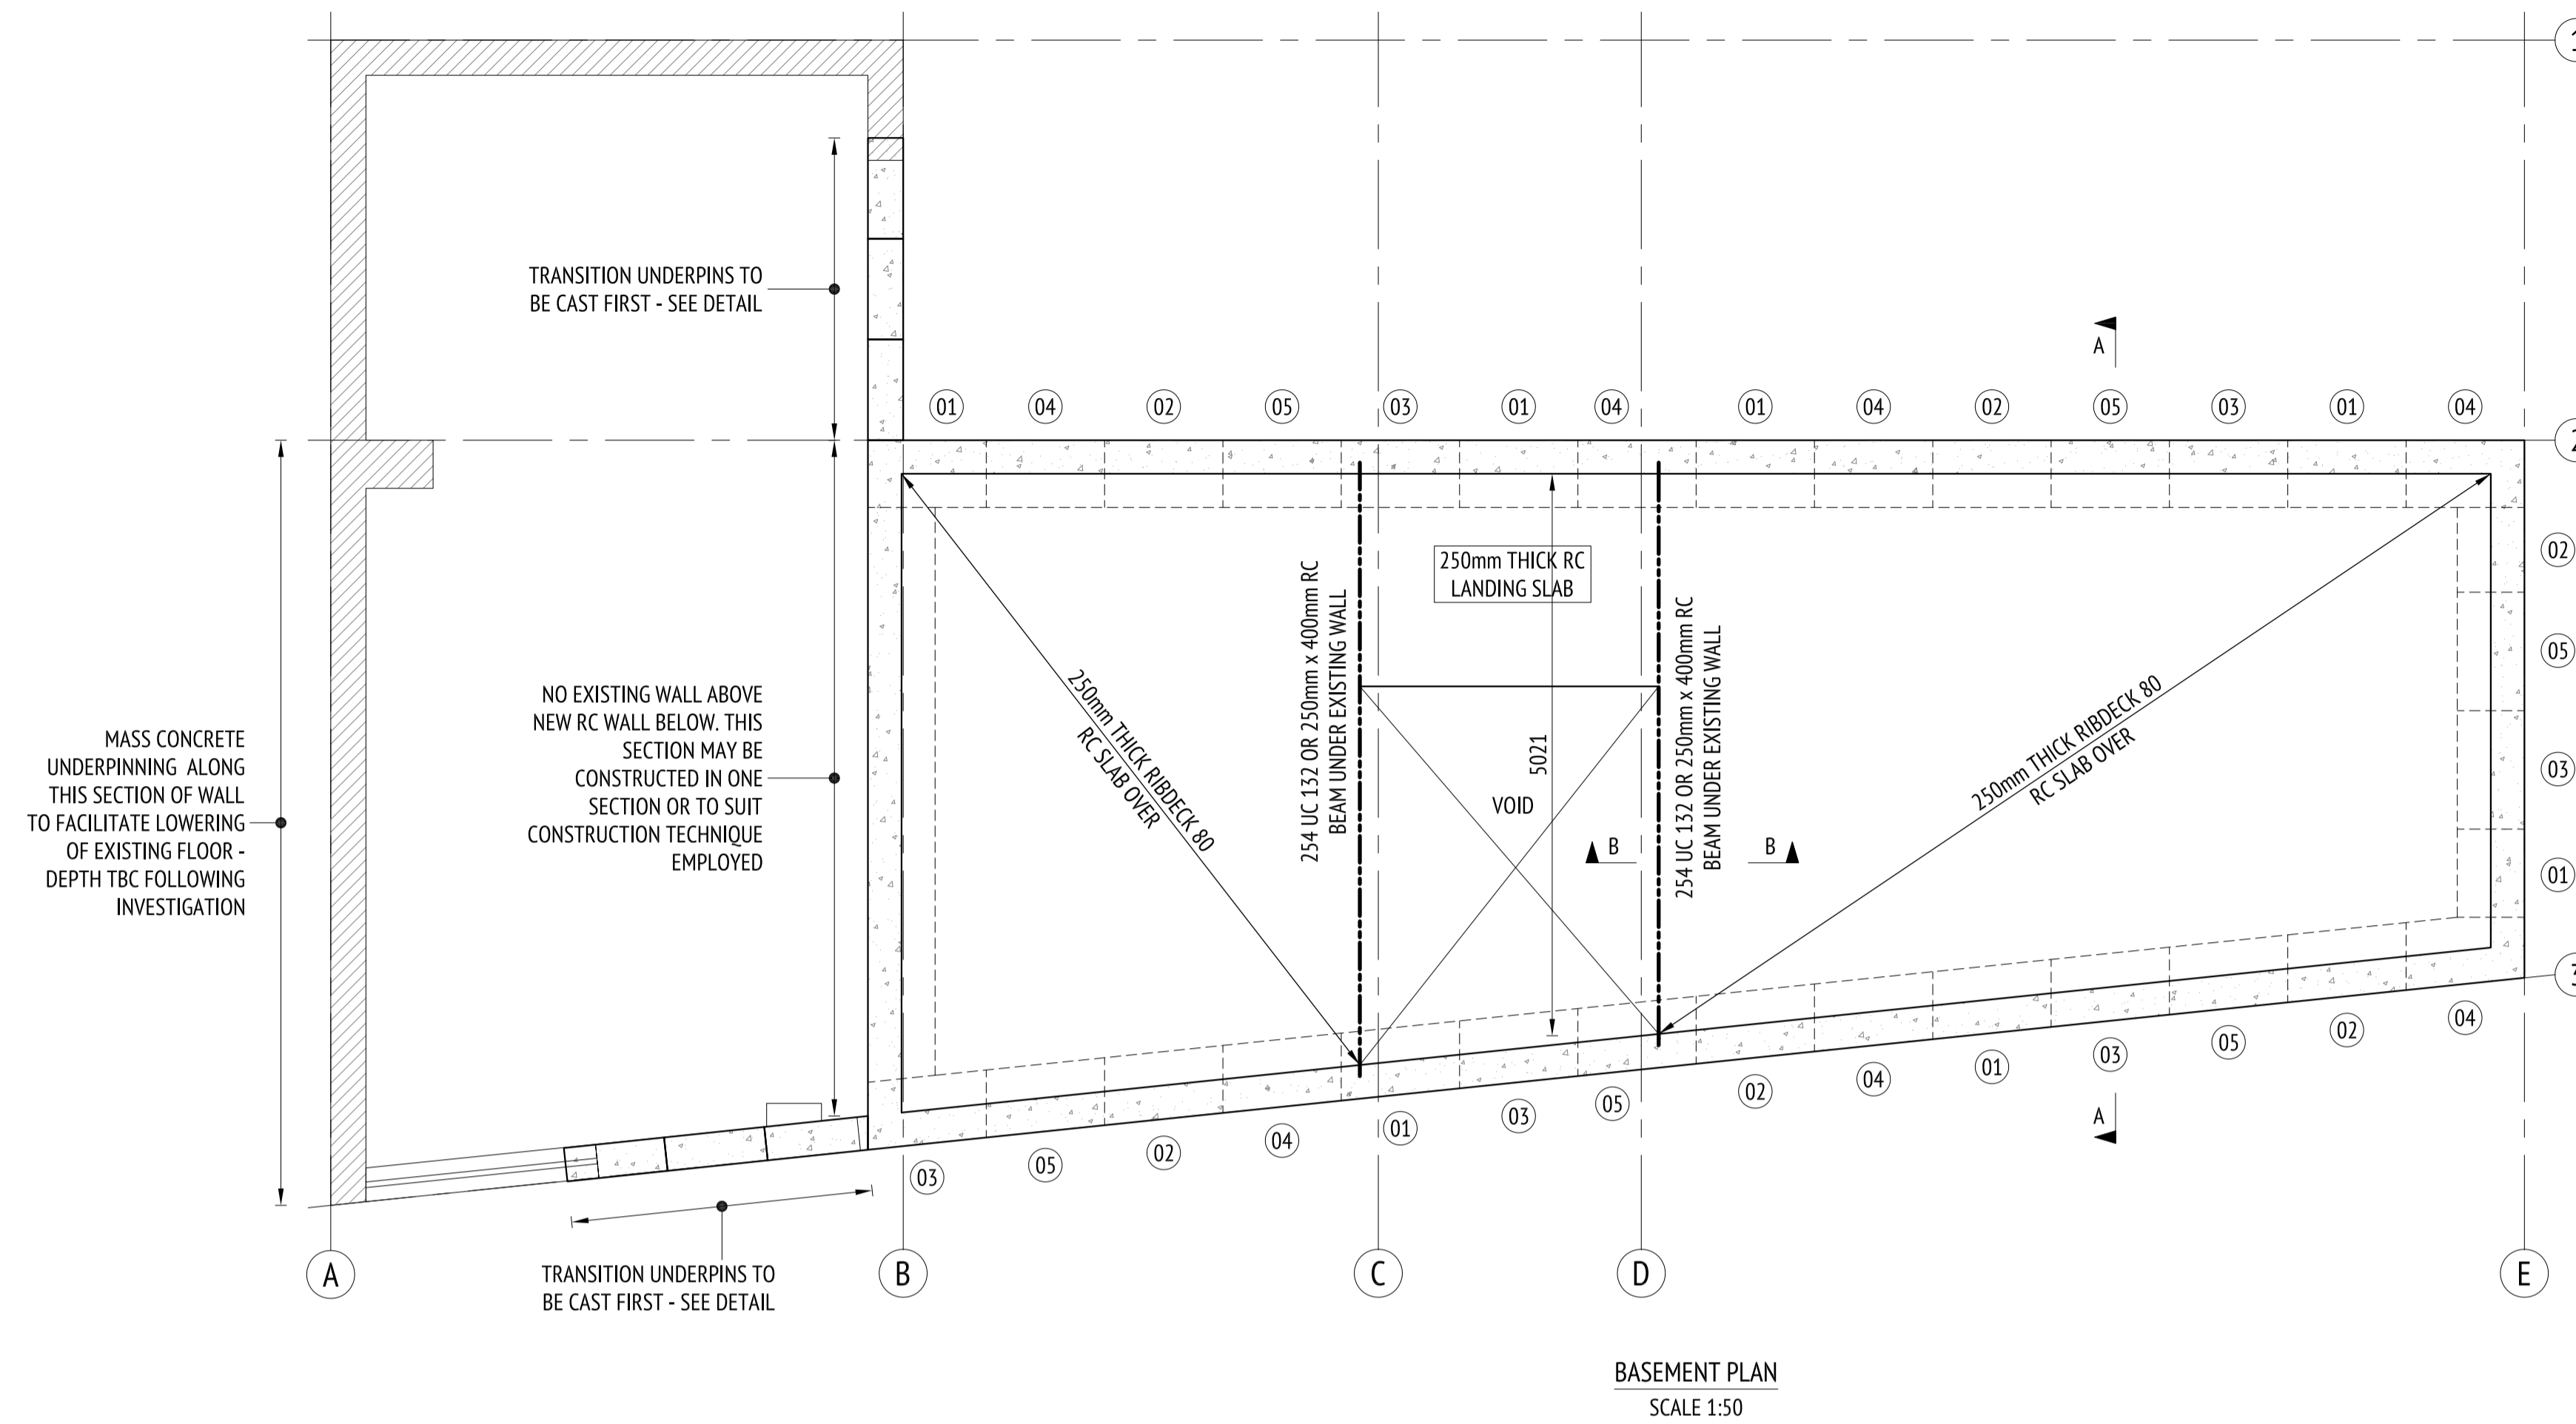 1
TRANSITION UNDERPINS TO
BE CAST FIRST - SEE DETAIL
A
01
04
02
05
03
01
04
01
04
02
05
03
01
04
2
250mm THICK RC
LANDING SLAB
02
05
03
01
254 UC 132 OR 250mm x 400mm RC
BEAM UNDER EXISTING WALL
254 UC 132 OR 250mm x 400mm RC
BEAM UNDER EXISTING WALL
MASS CONCRETE
UNDERPINNING ALONG
THIS SECTION OF WALL
TO FACILITATE LOWERING
OF EXISTING FLOOR -
DEPTH TBC FOLLOWING
INVESTIGATION
NO EXISTING WALL ABOVE
NEW RC WALL BELOW. THIS
SECTION MAY BE
CONSTRUCTED IN ONE
SECTION OR TO SUIT
CONSTRUCTION TECHNIQUE
EMPLOYED
250mm THICK RIBDECK 80
RC SLAB OVER
5021
VOID
B
B
250mm THICK RIBDECK 80
RC SLAB OVER
3
03
05
02
04
01
03
05
02
04
01
03
05
02
04
A
TRANSITION UNDERPINS TO
BE CAST FIRST - SEE DETAIL
A
B
C
D
E
BASEMENT PLAN
SCALE 1:50